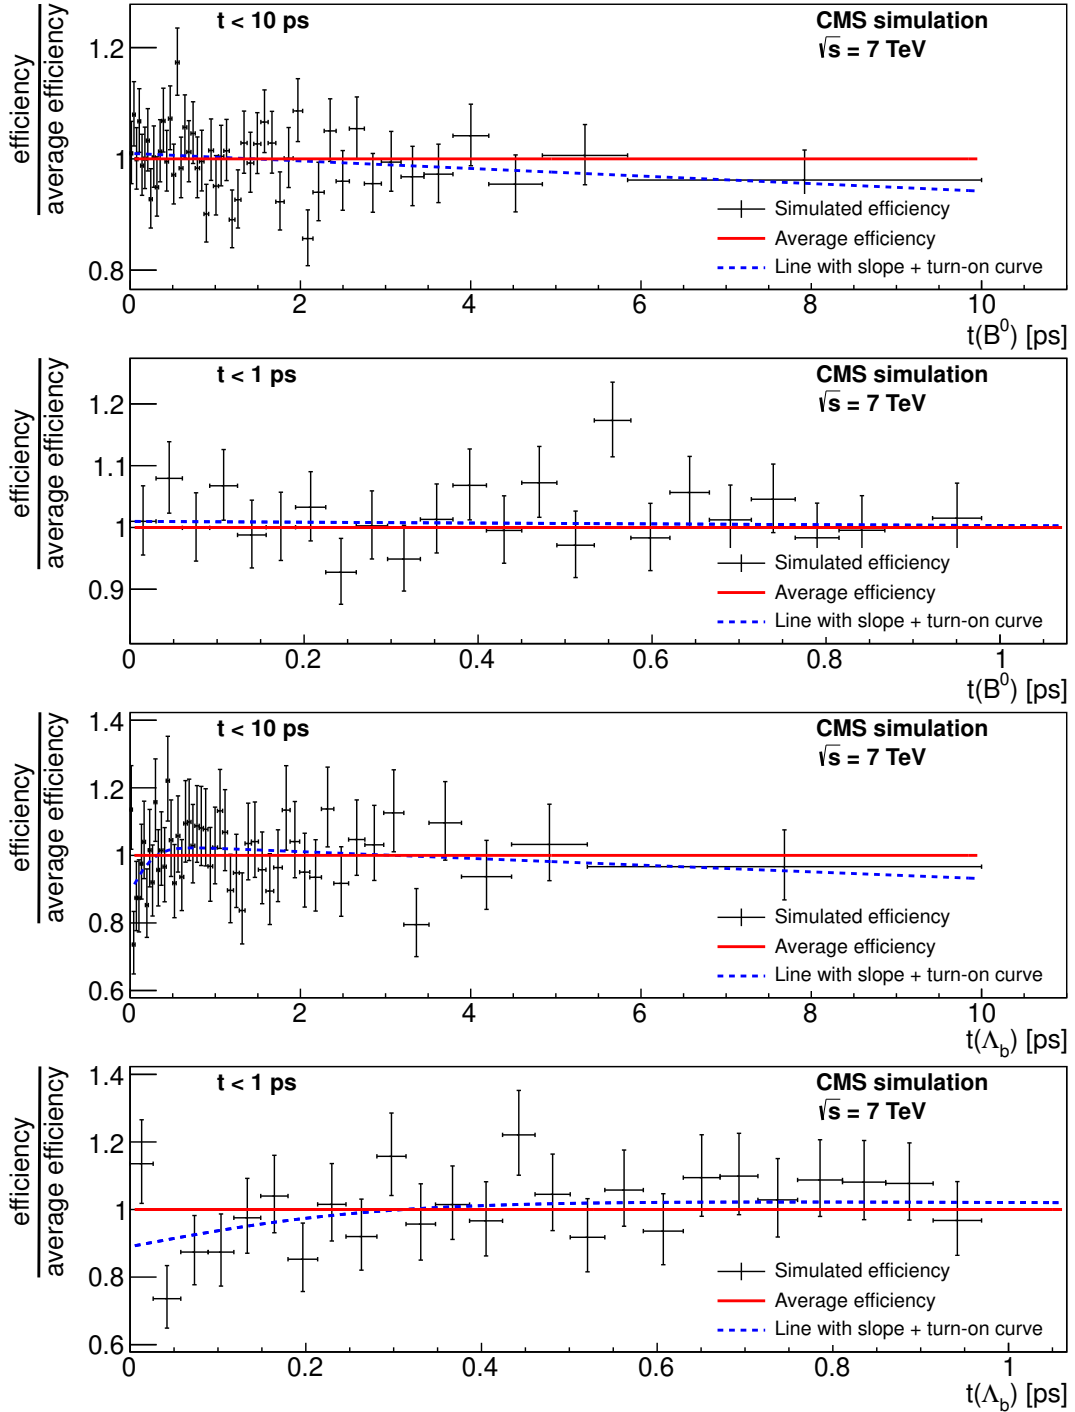 t < 10 ps
CMS simulation
√s = 7 TeV
efficiency
average efficiency
1.2
1
0.8
Simulated efficiency
Average efficiency
Line with slope + turn-on curve
0 2 4 6 8 10
t(B⁰) [ps]
t < 1 ps
CMS simulation
√s = 7 TeV
efficiency
average efficiency
1.2
1.1
1
0.9
Simulated efficiency
Average efficiency
Line with slope + turn-on curve
0 0.2 0.4 0.6 0.8 1
t(B⁰) [ps]
t < 10 ps
CMS simulation
√s = 7 TeV
efficiency
average efficiency
1.4
1.2
1
0.8
0.6
Simulated efficiency
Average efficiency
Line with slope + turn-on curve
0 2 4 6 8 10
t(Λ_b) [ps]
t < 1 ps
CMS simulation
√s = 7 TeV
efficiency
average efficiency
1.4
1.2
1
0.8
0.6
Simulated efficiency
Average efficiency
Line with slope + turn-on curve
0 0.2 0.4 0.6 0.8 1
t(Λ_b) [ps]